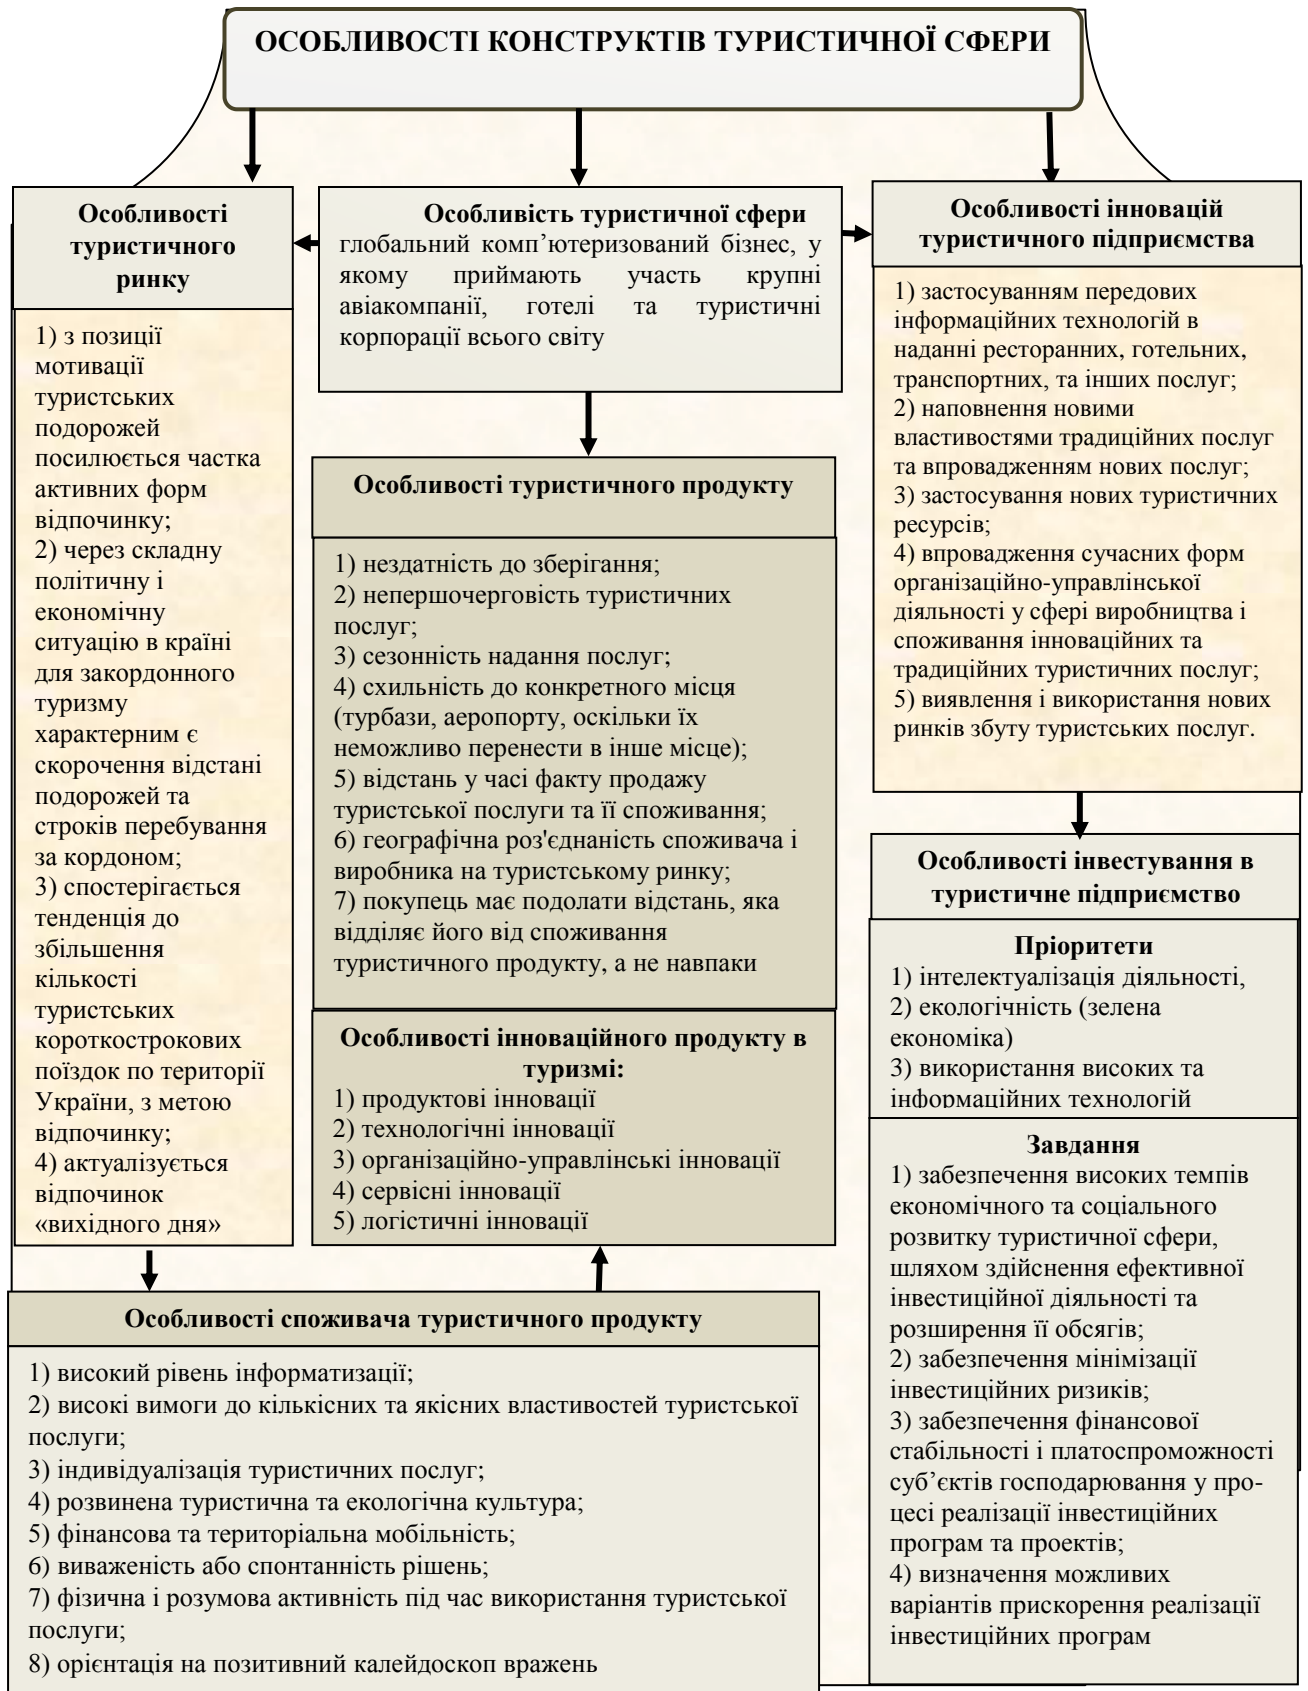 ОСОБЛИВОСТІ КОНСТРУКТІВ ТУРИСТИЧНОЇ СФЕРИ
Особливості
туристичного
ринку
1) з позиції
мотивації
туристських
подорожей
посилюється частка
активних форм
відпочинку;
2) через складну
політичну і
економічну
ситуацію в країні
для закордонного
туризму
характерним є
скорочення відстані
подорожей та
строків перебування
за кордоном;
3) спостерігається
тенденція до
збільшення
кількості
туристських
короткострокових
поїздок по території
України, з метою
відпочинку;
4) актуалізується
відпочинок
«вихідного дня»
Особливість туристичної сфери
глобальний комп’ютеризований бізнес, у
якому приймають участь крупні
авіакомпанії, готелі та туристичні
корпорації всього світу
Особливості туристичного продукту
1) нездатність до зберігання;
2) непершочерговість туристичних
послуг;
3) сезонність надання послуг;
4) схильність до конкретного місця
(турбази, аеропорту, оскільки їх
неможливо перенести в інше місце);
5) відстань у часі факту продажу
туристської послуги та її споживання;
6) географічна роз'єднаність споживача і
виробника на туристському ринку;
7) покупець має подолати відстань, яка
відділяє його від споживання
туристичного продукту, а не навпаки
Особливості інноваційного продукту в
туризмі:
1) продуктові інновації
2) технологічні інновації
3) організаційно-управлінські інновації
4) сервісні інновації
5) логістичні інновації
Особливості інновацій
туристичного підприємства
1) застосуванням передових
інформаційних технологій в
наданні ресторанних, готельних,
транспортних, та інших послуг;
2) наповнення новими
властивостями традиційних послуг
та впровадженням нових послуг;
3) застосування нових туристичних
ресурсів;
4) впровадження сучасних форм
організаційно-управлінської
діяльності у сфері виробництва і
споживання інноваційних та
традиційних туристичних послуг;
5) виявлення і використання нових
ринків збуту туристських послуг.
Особливості інвестування в
туристичне підприємство
Пріоритети
1) інтелектуалізація діяльності,
2) екологічність (зелена
економіка)
3) використання високих та
інформаційних технологій
Завдання
1) забезпечення високих темпів
економічного та соціального
розвитку туристичної сфери,
шляхом здійснення ефективної
інвестиційної діяльності та
розширення її обсягів;
2) забезпечення мінімізації
інвестиційних ризиків;
3) забезпечення фінансової
стабільності і платоспроможності
суб’єктів господарювання у про-
цесі реалізації інвестиційних
програм та проектів;
4) визначення можливих
варіантів прискорення реалізації
інвестиційних програм
Особливості споживача туристичного продукту
1) високий рівень інформатизації;
2) високі вимоги до кількісних та якісних властивостей туристської
послуги;
3) індивідуалізація туристичних послуг;
4) розвинена туристична та екологічна культура;
5) фінансова та територіальна мобільність;
6) виваженість або спонтанність рішень;
7) фізична і розумова активність під час використання туристської
послуги;
8) орієнтація на позитивний калейдоскоп вражень